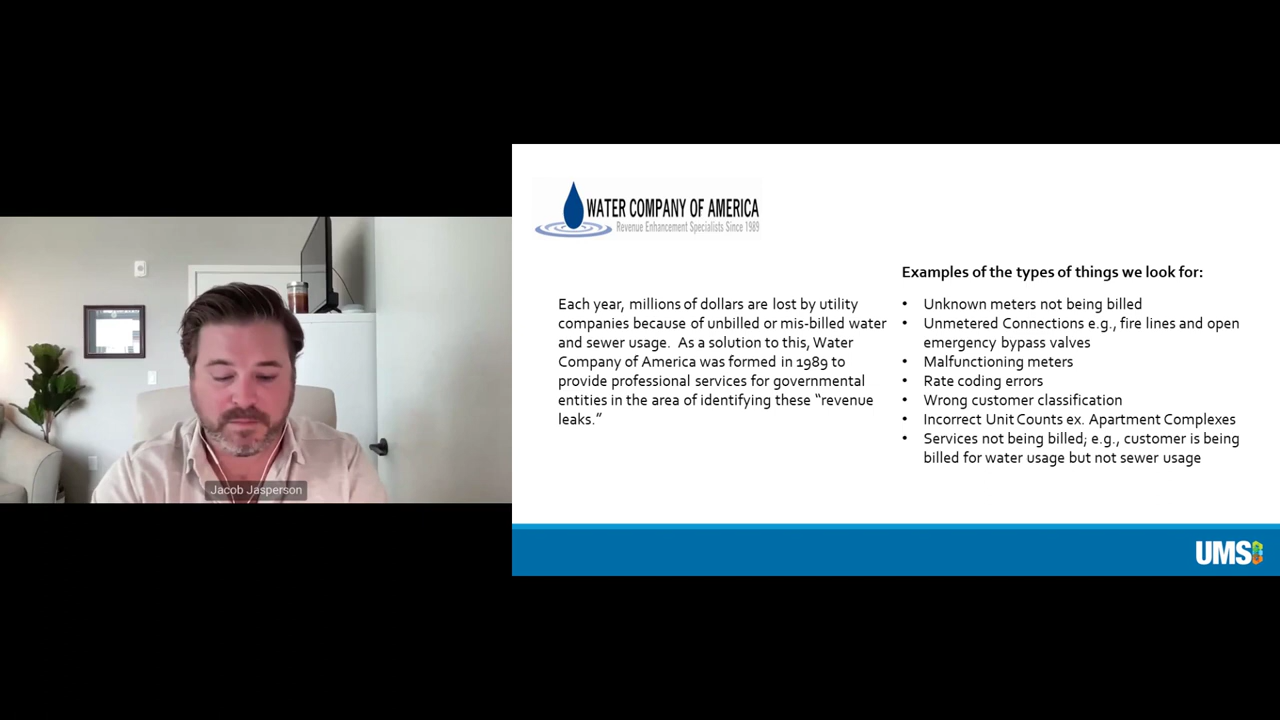 Jacob Jasperson
WATER COMPANY OF AMERICA
Revenue Enhancement Specialists Since 1989
Each year, millions of dollars are lost by utility
companies because of unbilled or mis-billed water
and sewer usage. As a solution to this, Water
Company of America was formed in 1989 to
provide professional services for governmental
entities in the area of identifying these “revenue
leaks.”
Examples of the types of things we look for:
• Unknown meters not being billed
• Unmetered Connections e.g., fire lines and open
emergency bypass valves
• Malfunctioning meters
• Rate coding errors
• Wrong customer classification
• Incorrect Unit Counts ex. Apartment Complexes
• Services not being billed; e.g., customer is being
billed for water usage but not sewer usage
UMS